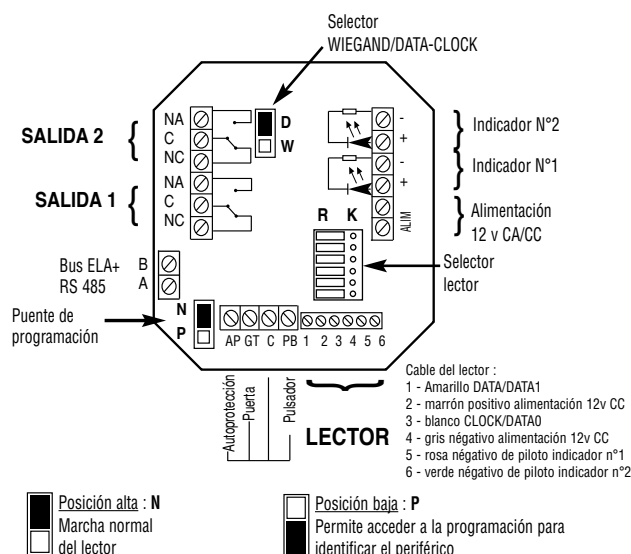 Selector
WIEGAND/DATA-CLOCK
SALIDA 2
NA
C
NC
D
W
-
+
Indicador N°2
SALIDA 1
NA
C
NC
-
+
Indicador N°1
R K
ALIM
Alimentación
12 v CA/CC
Bus ELA+
RS 485
B
A
Selector
lector
Puente de
programación
N
P
AP GT C PB 1 2 3 4 5 6
Autoprotección
Puerta
Pulsador
LECTOR
Cable del lector :
1 - Amarillo DATA/DATA1
2 - marrón positivo alimentación 12v CC
3 - blanco CLOCK/DATA0
4 - gris négativo alimentación 12v CC
5 - rosa négativo de piloto indicador n°1
6 - verde négativo de piloto indicador n°2
Posición alta : N
Marcha normal
del lector
Posición baja : P
Permite acceder a la programación para
identificar el periférico